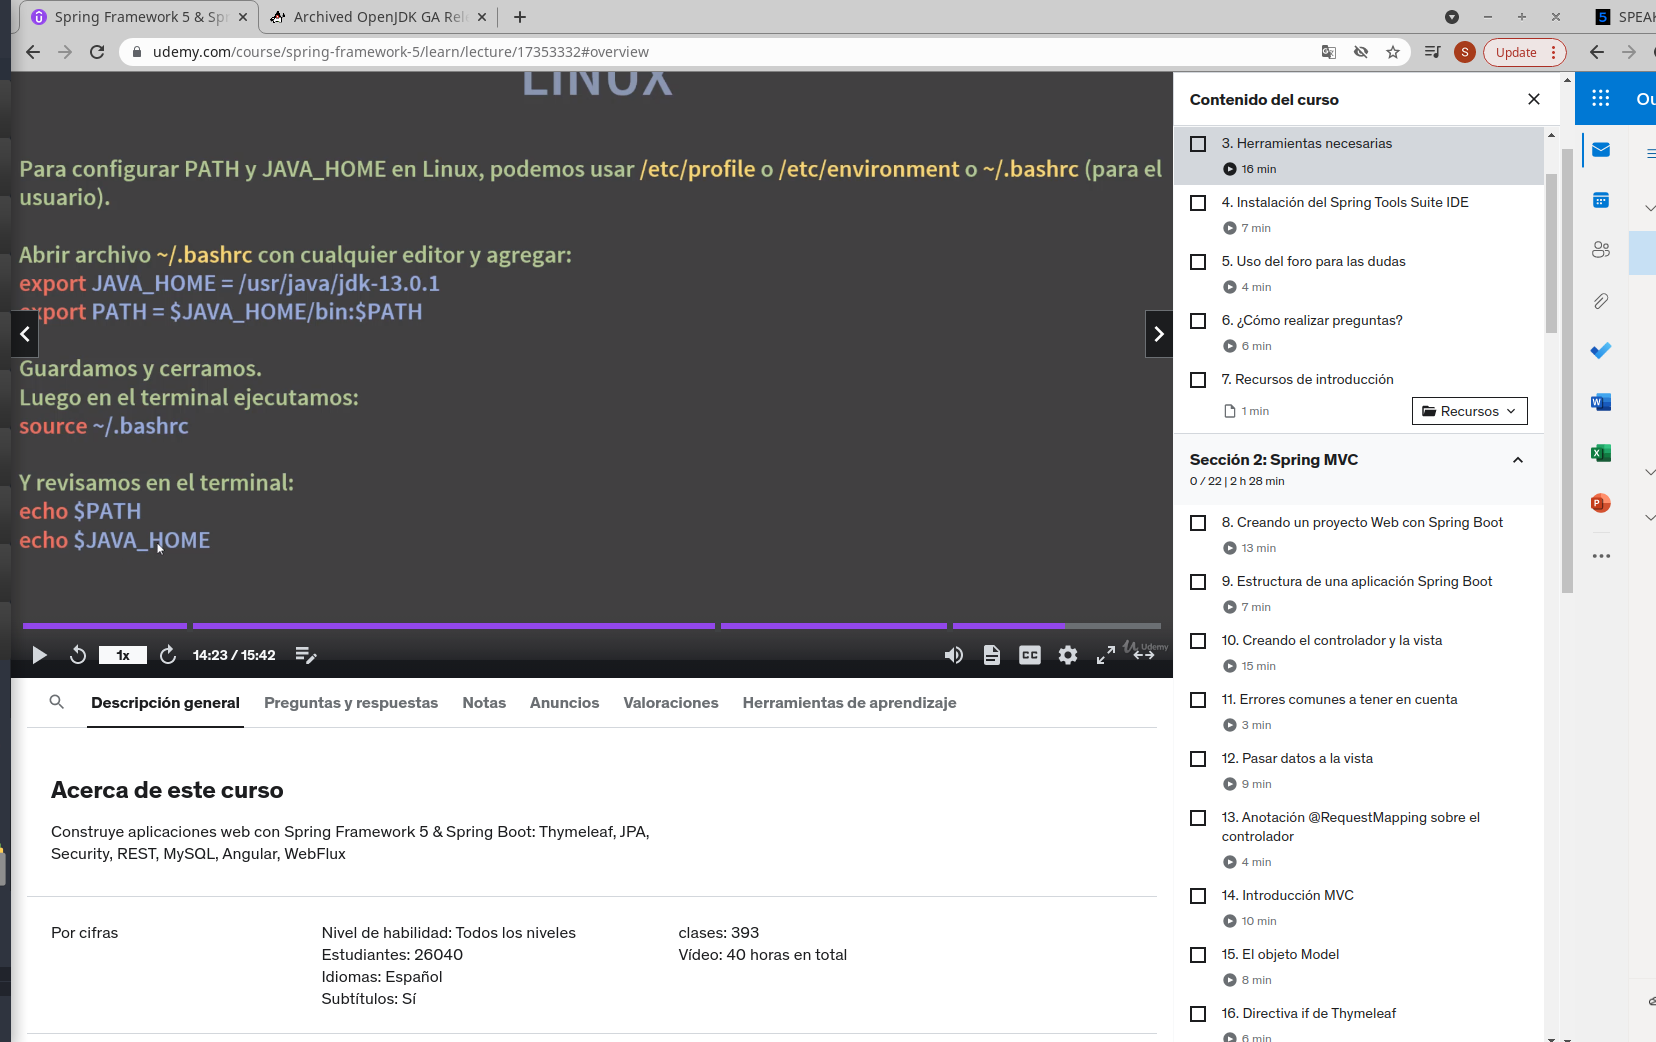 Spring Framework 5 & Spr
Archived OpenJDK GA Rel
SPEAK
udemy.com/course/spring-framework-5/learn/lecture/17353332#overview
S
Update
LINUX
Para configurar PATH y JAVA_HOME en Linux, podemos usar /etc/profile o /etc/environment o ~/.bashrc (para el
usuario).
Abrir archivo ~/.bashrc con cualquier editor y agregar:
export JAVA_HOME = /usr/java/jdk-13.0.1
export PATH = $JAVA_HOME/bin:$PATH
Guardamos y cerramos.
Luego en el terminal ejecutamos:
source ~/.bashrc
Y revisamos en el terminal:
echo $PATH
echo $JAVA_HOME
1x
14:23 / 15:42
CC
Udemy
Descripción general
Preguntas y respuestas
Notas
Anuncios
Valoraciones
Herramientas de aprendizaje
Acerca de este curso
Construye aplicaciones web con Spring Framework 5 & Spring Boot: Thymeleaf, JPA,
Security, REST, MySQL, Angular, WebFlux
Por cifras
Nivel de habilidad: Todos los niveles
Estudiantes: 26040
Idiomas: Español
Subtítulos: Sí
clases: 393
Vídeo: 40 horas en total
Contenido del curso
3. Herramientas necesarias
16 min
4. Instalación del Spring Tools Suite IDE
7 min
5. Uso del foro para las dudas
4 min
6. ¿Cómo realizar preguntas?
6 min
7. Recursos de introducción
1 min
Recursos
Sección 2: Spring MVC
0 / 22 | 2 h 28 min
8. Creando un proyecto Web con Spring Boot
13 min
9. Estructura de una aplicación Spring Boot
7 min
10. Creando el controlador y la vista
15 min
11. Errores comunes a tener en cuenta
3 min
12. Pasar datos a la vista
9 min
13. Anotación @RequestMapping sobre el
controlador
4 min
14. Introducción MVC
10 min
15. El objeto Model
8 min
16. Directiva if de Thymeleaf
6 min
Ou